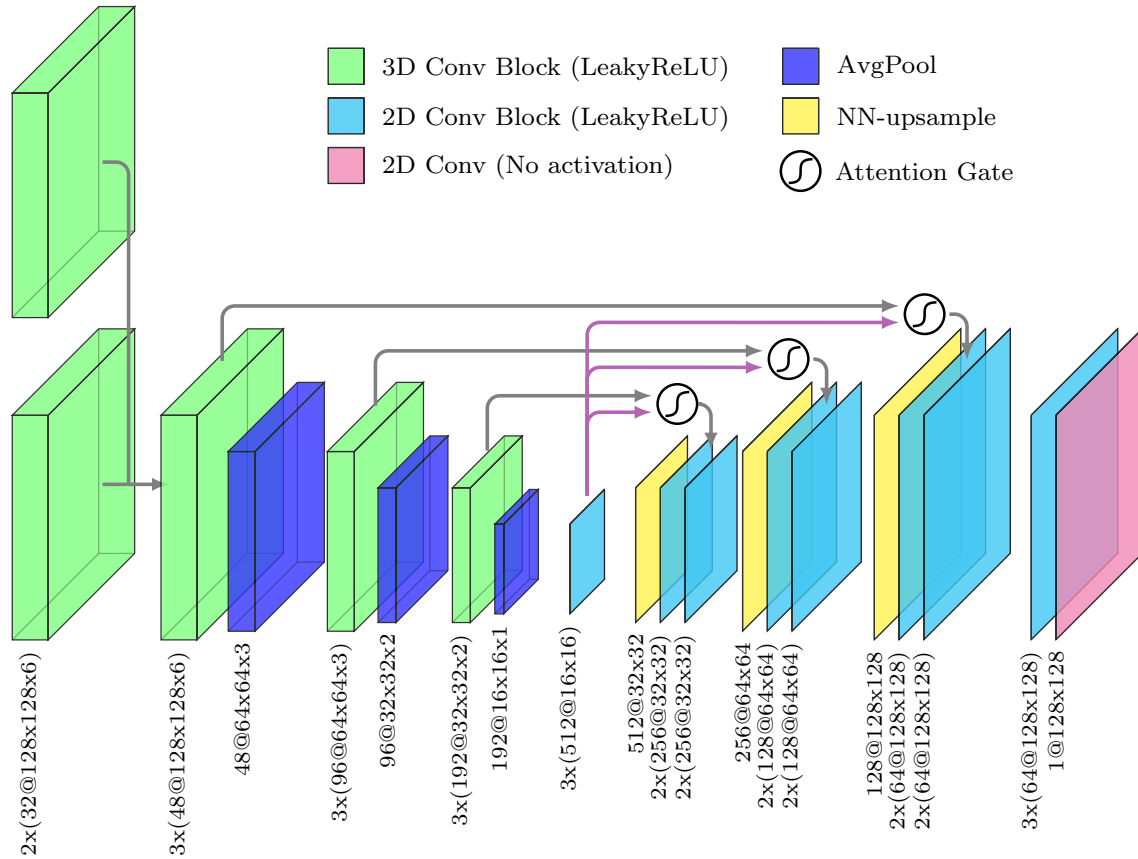 3D Conv Block (LeakyReLU)
2D Conv Block (LeakyReLU)
2D Conv (No activation)
AvgPool
NN-upsample
Attention Gate
2x(32@128x128x6)
3x(48@128x128x6)
48@64x64x3
3x(96@64x64x3)
96@32x32x2
3x(192@32x32x2)
192@16x16x1
3x(512@16x16)
512@32x32
2x(256@32x32)
2x(256@32x32)
256@64x64
2x(128@64x64)
2x(128@64x64)
128@128x128
2x(64@128x128)
2x(64@128x128)
3x(64@128x128)
1@128x128